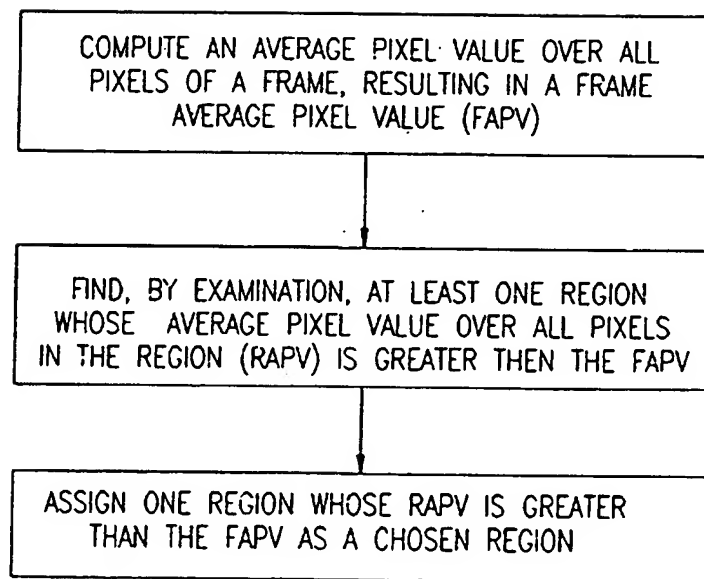 COMPUTE AN AVERAGE PIXEL VALUE OVER ALL
PIXELS OF A FRAME, RESULTING IN A FRAME
AVERAGE PIXEL VALUE (FAPV)
FIND, BY EXAMINATION, AT LEAST ONE REGION
WHOSE AVERAGE PIXEL VALUE OVER ALL PIXELS
IN THE REGION (RAPV) IS GREATER THEN THE FAPV
ASSIGN ONE REGION WHOSE RAPV IS GREATER
THAN THE FAPV AS A CHOSEN REGION